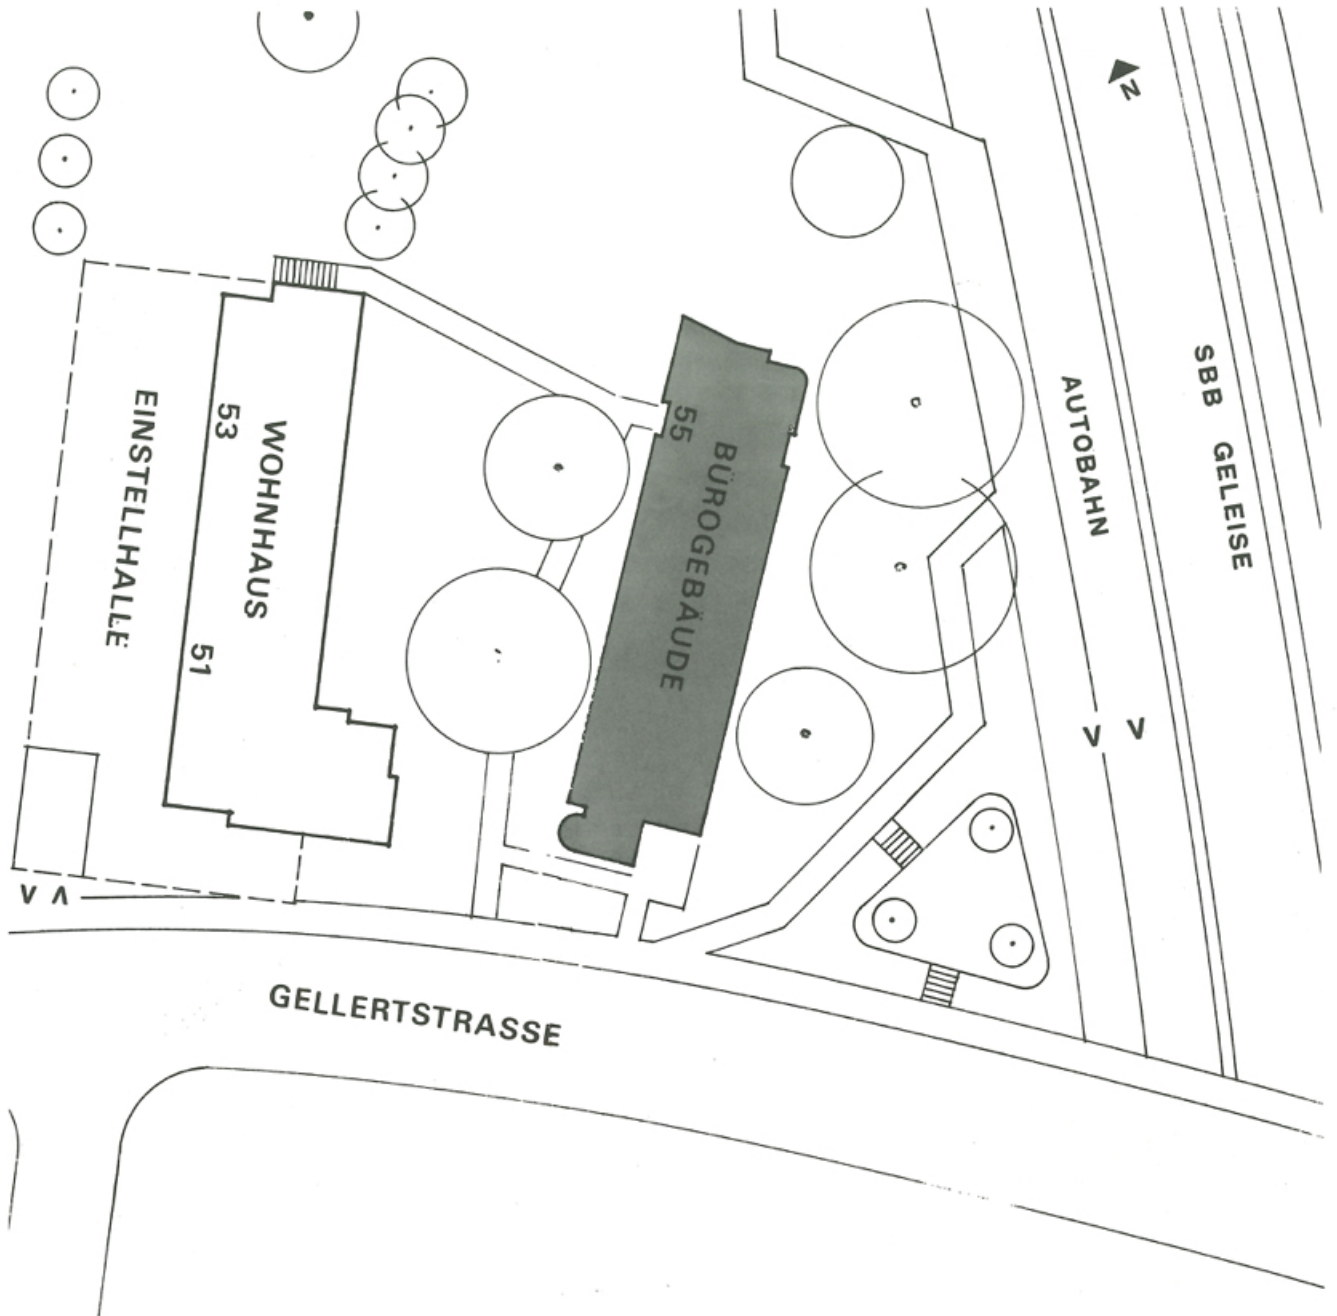 N
SBB GELEISE
AUTOBAHN
55
BÜROGEBÄUDE
53
WOHNHAUS
51
EINSTELLHALLE
GELLERTSTRASSE